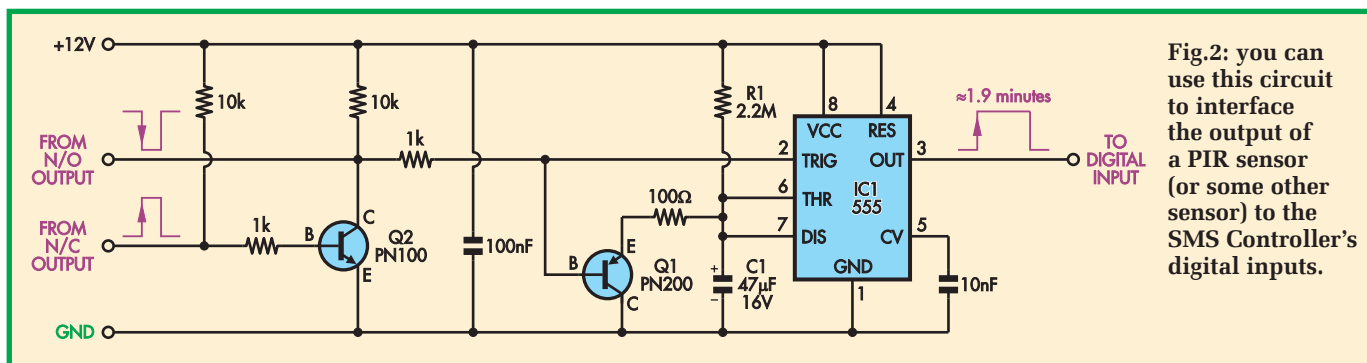 +12V
10k
10k
R1
2.2M
8
4
VCC
RES
≈1.9 minutes
FROM
N/O
OUTPUT
1k
2
TRIG
OUT
3
TO
DIGITAL
INPUT
FROM
N/C
OUTPUT
1k
B
C
E
Q2
PN100
100nF
100Ω
B
E
C
Q1
PN200
6
THR
IC1
555
7
DIS
CV
5
GND
1
+
C1
47µF
16V
–
10nF
GND
Fig.2: you can
use this circuit
to interface
the output of
a PIR sensor
(or some other
sensor) to the
SMS Controller's
digital inputs.